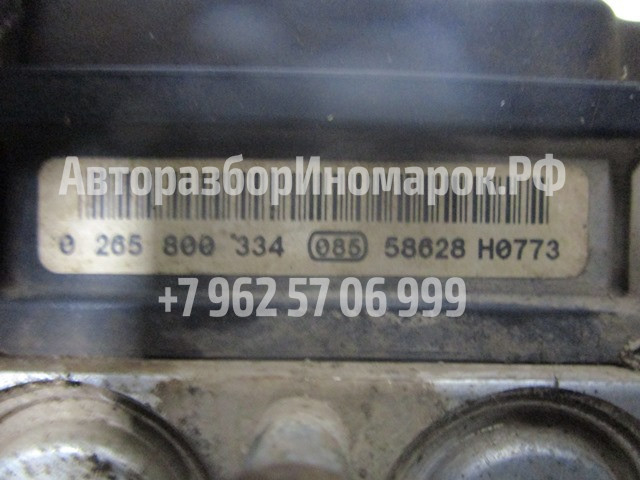 АвторазборИномарок.РФ
0 265 800 334 085 58628 H0773
+7 962 57 06 999